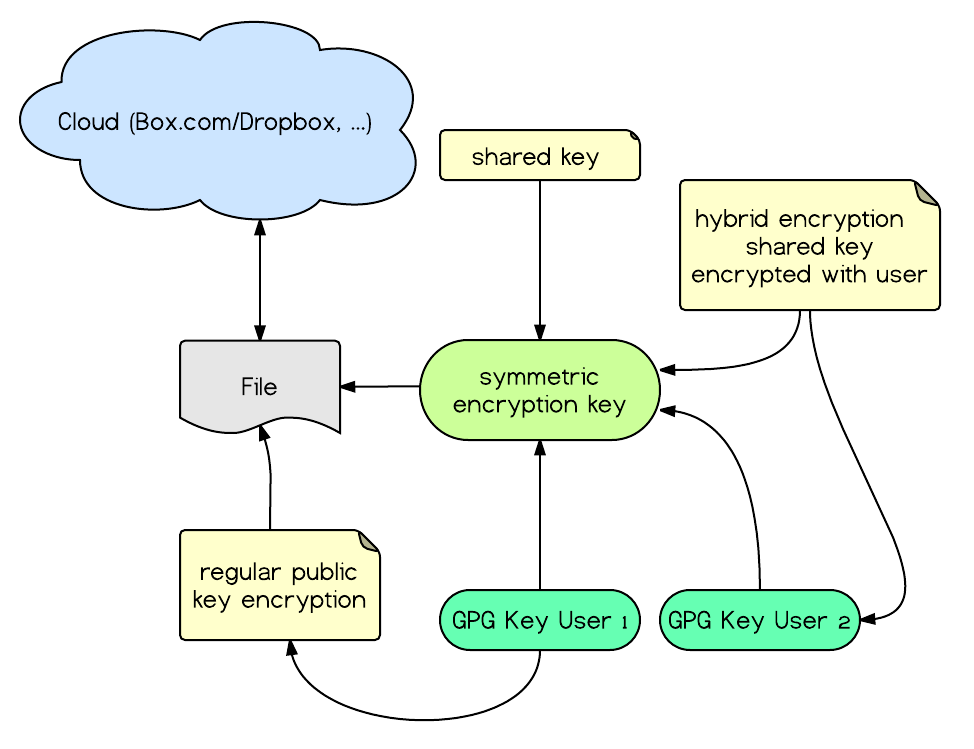 Cloud (Box.com/Dropbox, ...)
shared key
hybrid encryption
shared key
encrypted with user
File
symmetric
encryption key
regular public
key encryption
GPG Key User 1
GPG Key User 2